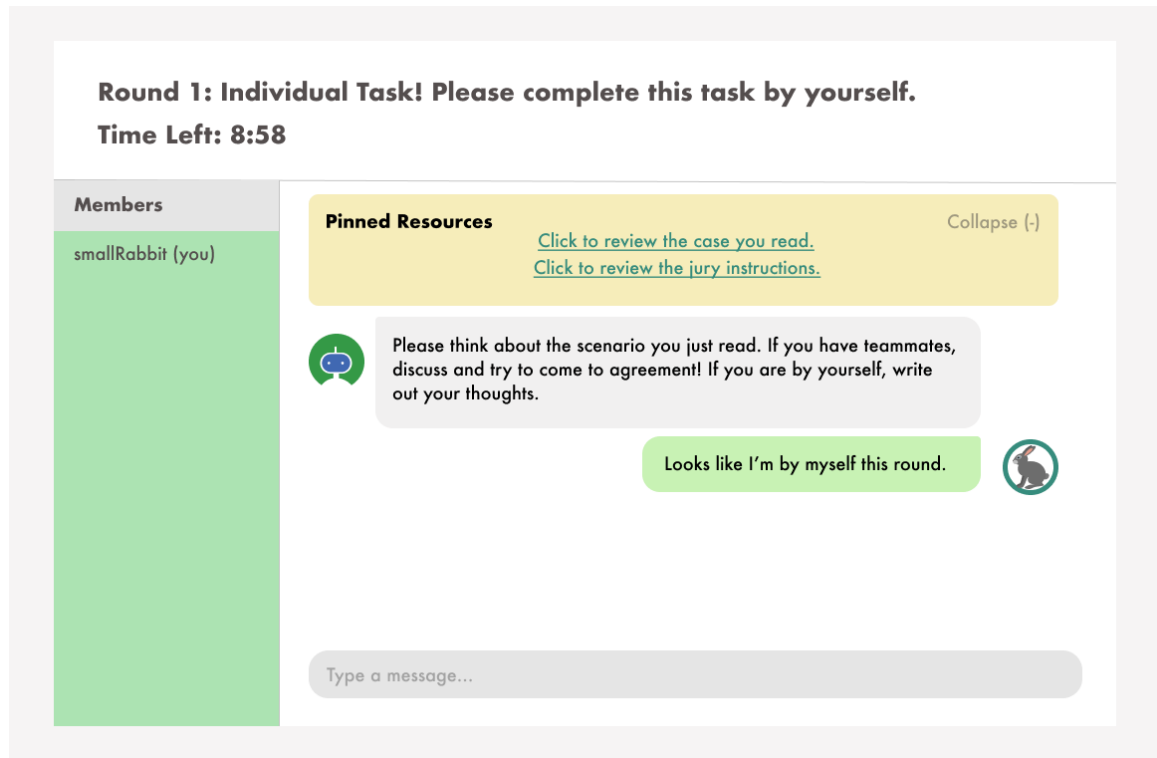 Round 1: Individual Task! Please complete this task by yourself.
Time Left: 8:58
Members
smallRabbit (you)
Pinned Resources
Collapse (-)
Click to review the case you read.
Click to review the jury instructions.
Please think about the scenario you just read. If you have teammates,
discuss and try to come to agreement! If you are by yourself, write
out your thoughts.
Looks like I’m by myself this round.
Type a message...